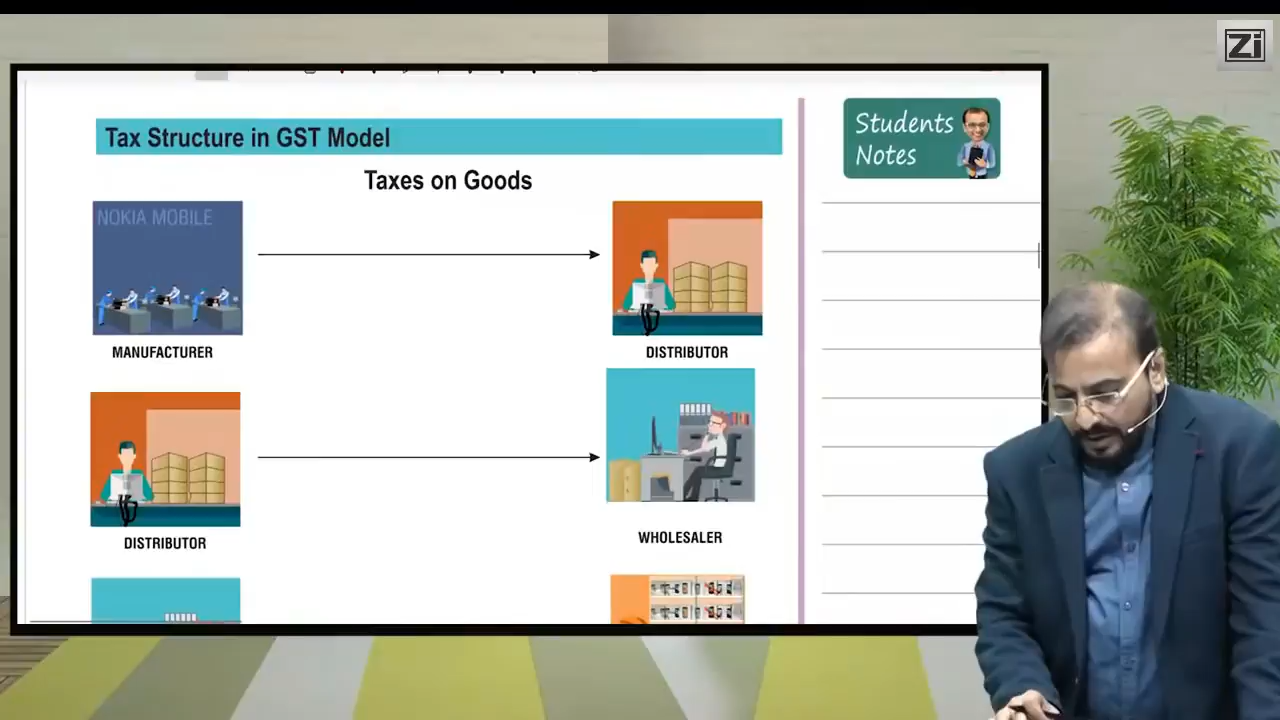 Zi
Tax Structure in GST Model
Taxes on Goods
Students
Notes
NOKIA MOBILE
MANUFACTURER
DISTRIBUTOR
DISTRIBUTOR
WHOLESALER